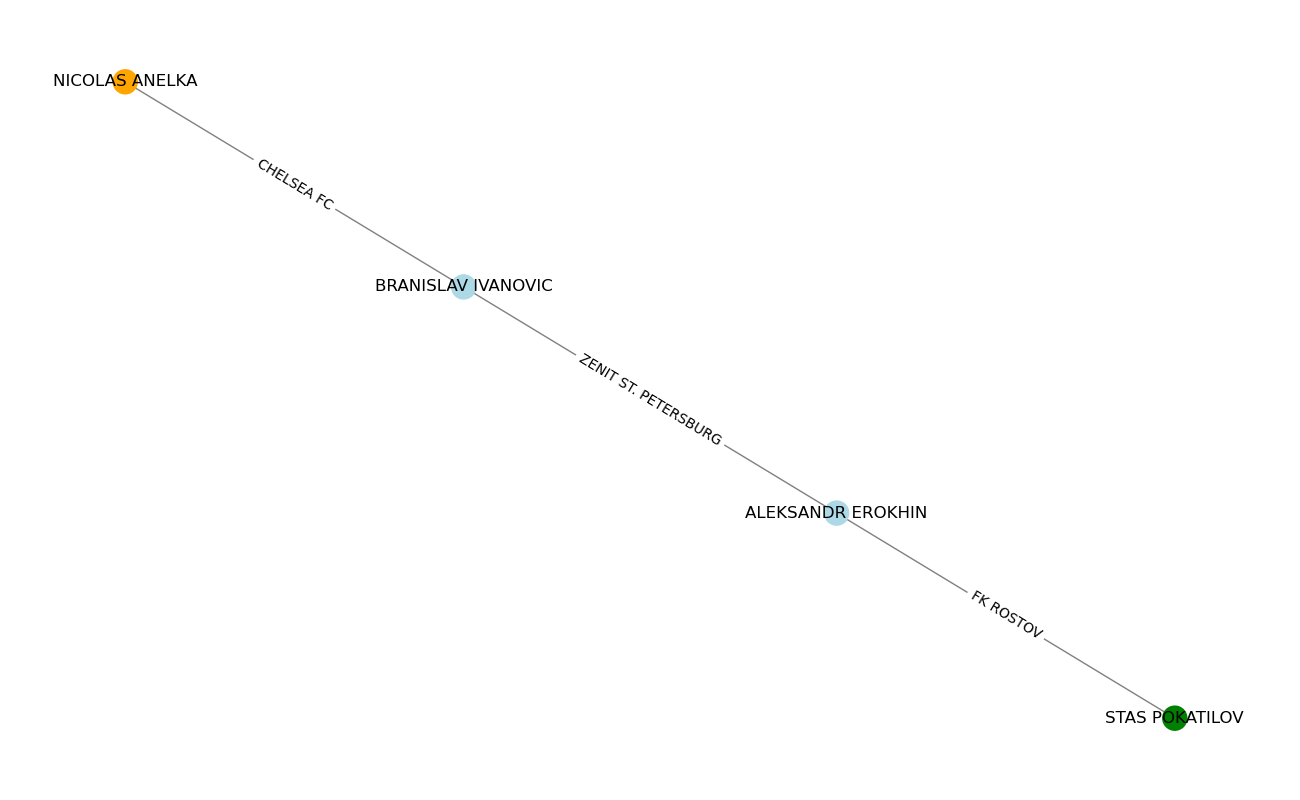 NICOLAS ANELKA
CHELSEA FC
BRANISLAV IVANOVIC
ZENIT ST. PETERSBURG
ALEKSANDR EROKHIN
FK ROSTOV
STAS POKATILOV